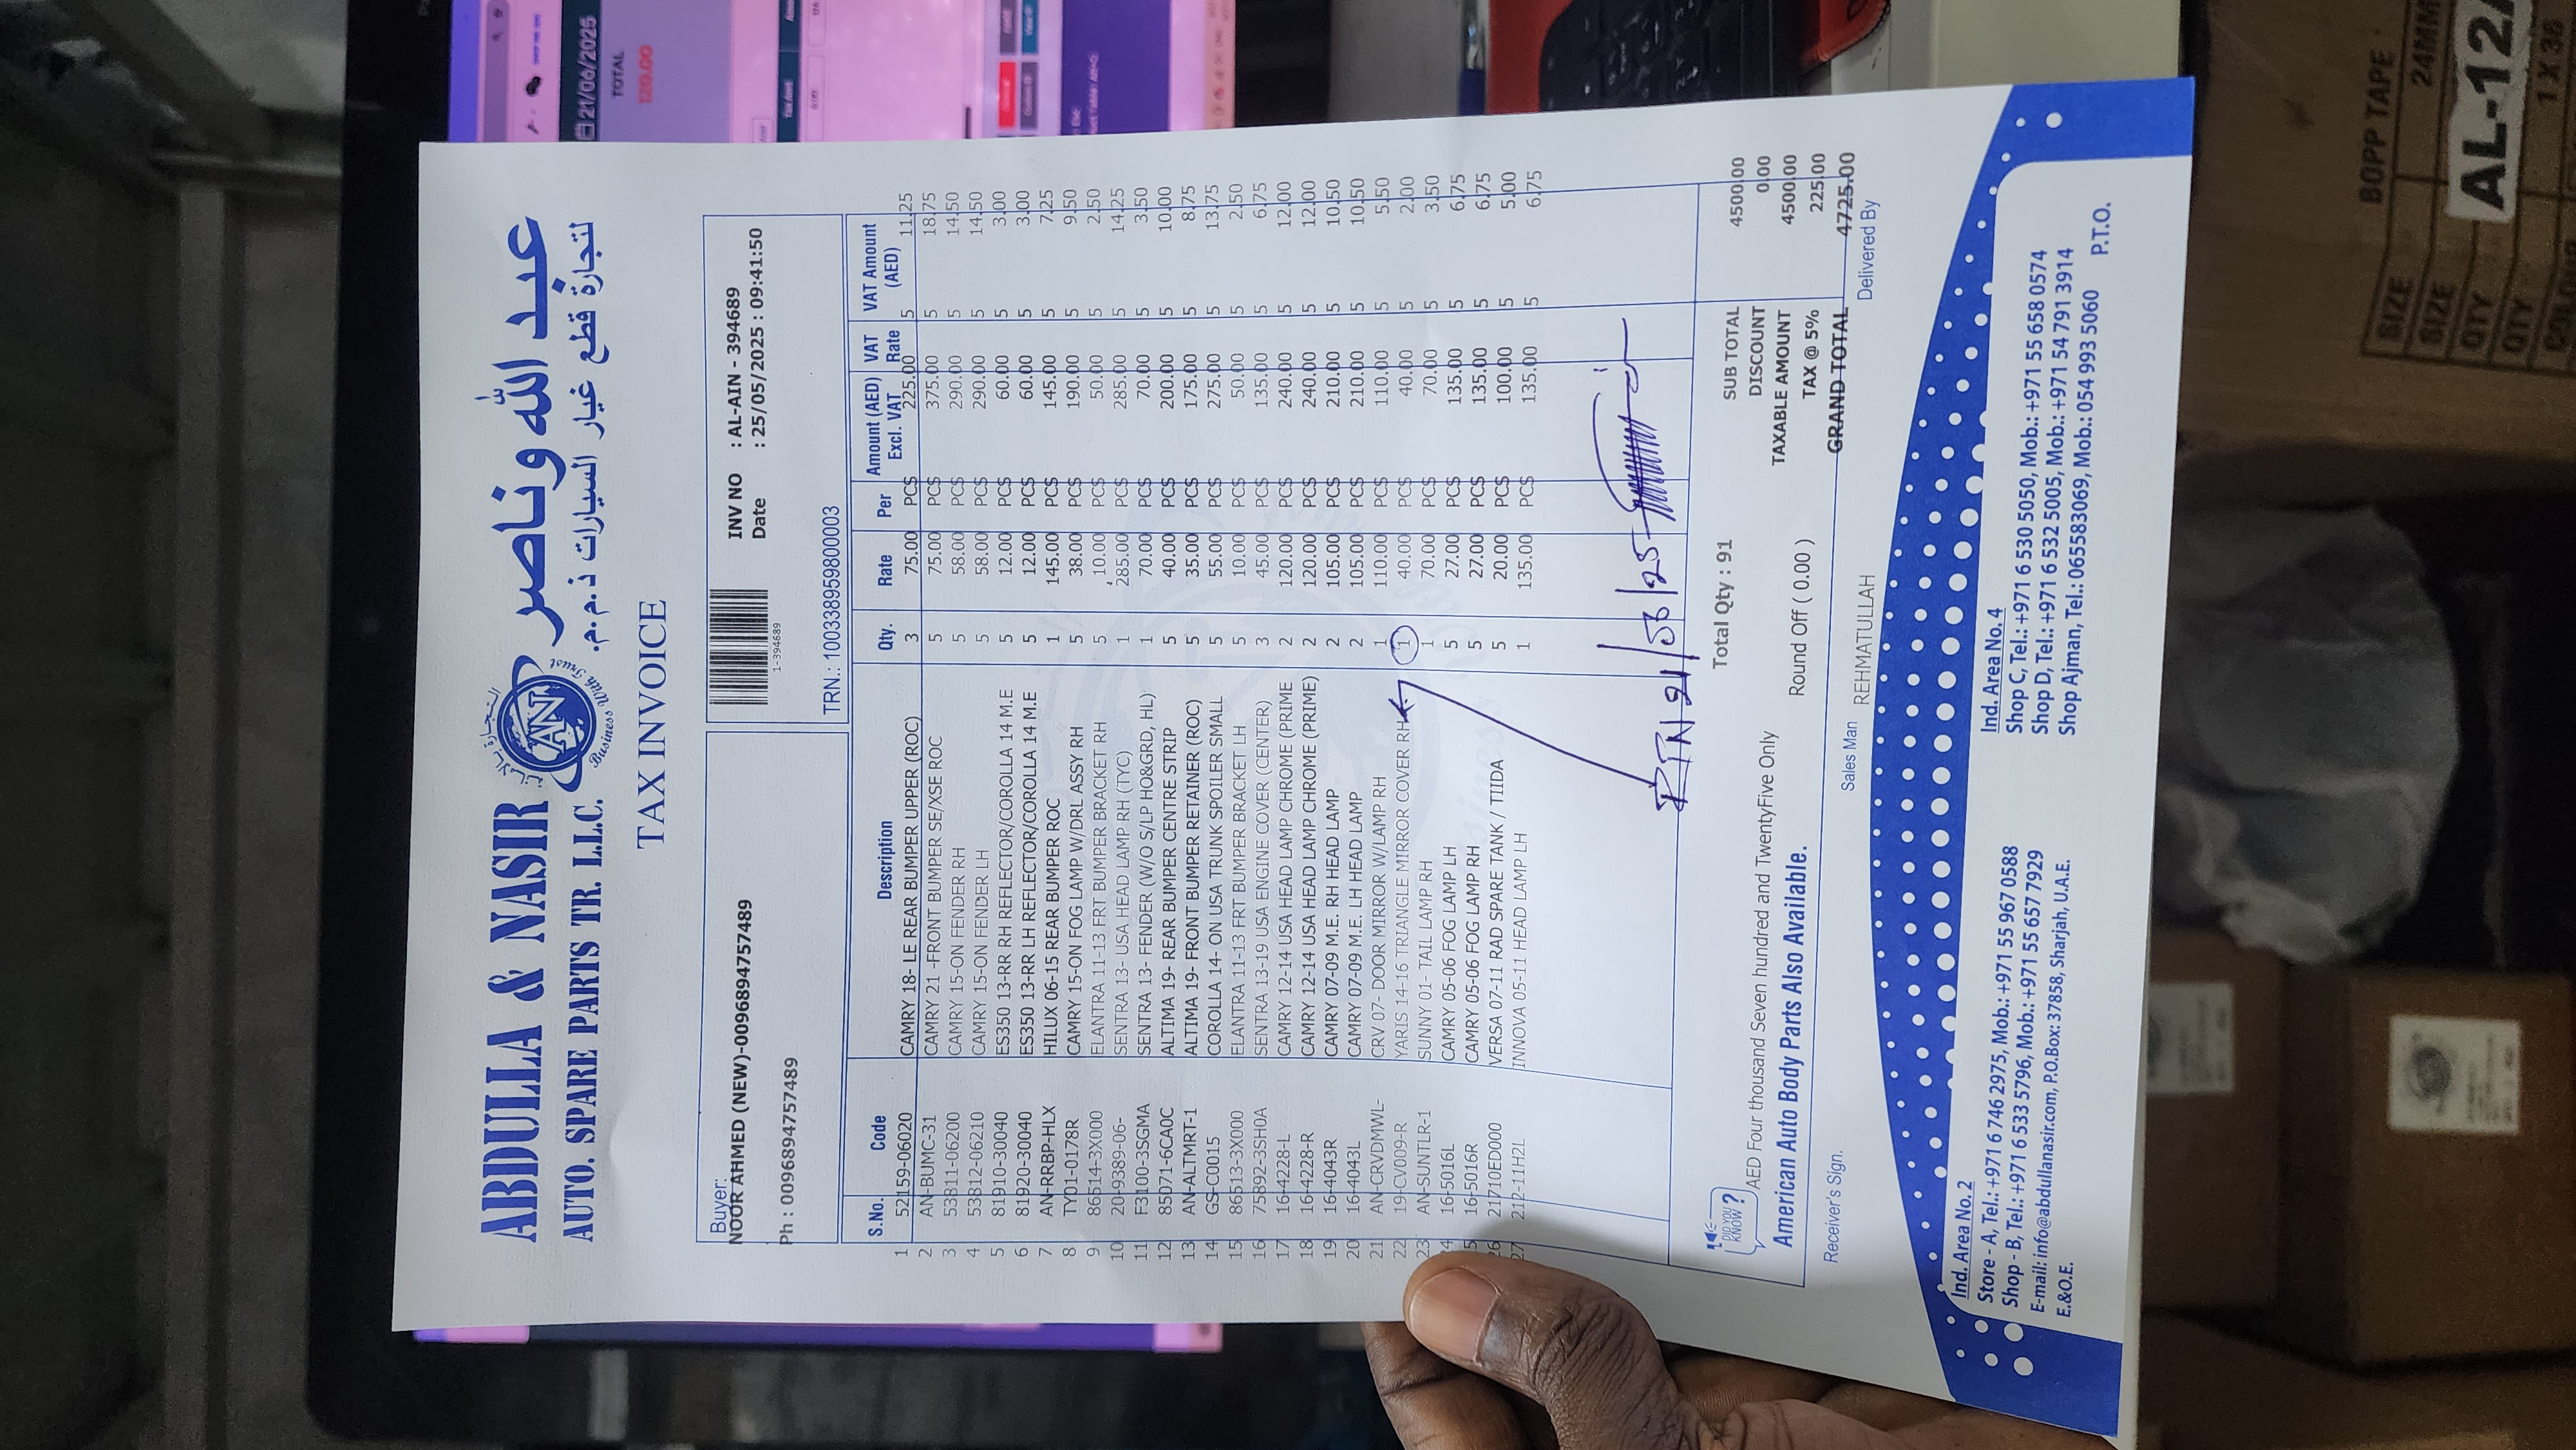 ABDULLA & NASIR
عبد الله وناصر
AUTO. SPARE PARTS TR. L.L.C.
لتجارة قطع غيار السيارات ذ.م.م.
AN
Business With Trust
TAX INVOICE
Buyer:
NOOR AHMED (NEW)-0096894757489
Ph : 0096894757489
1-394689
INV NO : AL-AIN - 394689
Date : 25/05/2025 : 09:41:50
TRN.: 100338959800003
S.No. Code Description Qty. Rate Per Amount (AED) Excl. VAT VAT Rate VAT Amount (AED)
1 52159-06020 CAMRY 18- LE REAR BUMPER UPPER (ROC) 3 75.00 PCS 225.00 5 11.25
2 AN-BUMC-31 CAMRY 21 -FRONT BUMPER SE/XSE ROC 5 75.00 PCS 375.00 5 18.75
3 53811-06200 CAMRY 15-ON FENDER RH 5 58.00 PCS 290.00 5 14.50
4 53812-06210 CAMRY 15-ON FENDER LH 5 58.00 PCS 290.00 5 14.50
5 81910-30040 ES350 13-RR RH REFLECTOR/COROLLA 14 M.E 5 12.00 PCS 60.00 5 3.00
6 81920-30040 ES350 13-RR LH REFLECTOR/COROLLA 14 M.E 5 12.00 PCS 60.00 5 3.00
7 AN-RRBP-HLX HILUX 06-15 REAR BUMPER ROC 1 145.00 PCS 145.00 5 7.25
8 TY01-0178R CAMRY 15-ON FOG LAMP W/DRL ASSY RH 5 38.00 PCS 190.00 5 9.50
9 86514-3X000 ELANTRA 11-13 FRT BUMPER BRACKET RH 5 10.00 PCS 50.00 5 2.50
10 20-9389-06- SENTRA 13- USA HEAD LAMP RH (TYC) 1 285.00 PCS 285.00 5 14.25
11 F3100-3SGMA SENTRA 13- FENDER (W/O S/LP HO&GRD, HL) 1 70.00 PCS 70.00 5 3.50
12 85071-6CA0C ALTIMA 19- REAR BUMPER CENTRE STRIP 5 40.00 PCS 200.00 5 10.00
13 AN-ALTMRT-1 ALTIMA 19- FRONT BUMPER RETAINER (ROC) 5 35.00 PCS 175.00 5 8.75
14 GS-C0015 COROLLA 14- ON USA TRUNK SPOILER SMALL 5 55.00 PCS 275.00 5 13.75
15 86513-3X000 ELANTRA 11-13 FRT BUMPER BRACKET LH 5 10.00 PCS 50.00 5 2.50
16 75892-3SH0A SENTRA 13-19 USA ENGINE COVER (CENTER) 3 45.00 PCS 135.00 5 6.75
17 16-4228-L CAMRY 12-14 USA HEAD LAMP CHROME (PRIME 2 120.00 PCS 240.00 5 12.00
18 16-4228-R CAMRY 12-14 USA HEAD LAMP CHROME (PRIME) 2 120.00 PCS 240.00 5 12.00
19 16-4043R CAMRY 07-09 M.E. RH HEAD LAMP 2 105.00 PCS 210.00 5 10.50
20 16-4043L CAMRY 07-09 M.E. LH HEAD LAMP 2 105.00 PCS 210.00 5 10.50
21 AN-CRVDMWL- CRV 07- DOOR MIRROR W/LAMP RH 1 110.00 PCS 110.00 5 5.50
22 19-CV009-R YARIS 14-16 TRIANGLE MIRROR COVER RH 1 40.00 PCS 40.00 5 2.00
23 AN-SUNTLR-1 SUNNY 01- TAIL LAMP RH 1 70.00 PCS 70.00 5 3.50
4 16-5016L CAMRY 05-06 FOG LAMP LH 5 27.00 PCS 135.00 5 6.75
5 16-5016R CAMRY 05-06 FOG LAMP RH 5 27.00 PCS 135.00 5 6.75
26 21710ED000 VERSA 07-11 RAD SPARE TANK / TIIDA 5 20.00 PCS 100.00 5 5.00
27 212-11H2L INNOVA 05-11 HEAD LAMP LH 1 135.00 PCS 135.00 5 6.75
RTN 21/06/25
Total Qty : 91
SUB TOTAL 4500.00
DISCOUNT 0.00
TAXABLE AMOUNT 4500.00
TAX @ 5% 225.00
GRAND TOTAL 4725.00
DID YOU KNOW ?
AED Four thousand Seven hundred and TwentyFive Only
Round Off ( 0.00 )
American Auto Body Parts Also Available.
Receiver's Sign.
Sales Man REHMATULLAH
Delivered By
Ind. Area No.2
Store - A, Tel.: +971 6 746 2975, Mob.: +971 55 967 0588
Shop - B, Tel.: +971 6 533 5796, Mob.: +971 55 657 7929
E-mail: info@abdullanasir.com, P.O.Box: 37858, Sharjah, U.A.E.
E.&O.E.
Ind. Area No. 4
Shop C, Tel.: +971 6 530 5050, Mob.: +971 55 658 0574
Shop D, Tel.: +971 6 532 5005, Mob.: +971 54 791 3914
Shop Ajman, Tel.: 065583069, Mob.: 054 993 5060
P.T.O.
21/06/2025
TOTAL
120.00
BOPP TAPE
SIZE 24MM
SIZE
QTY AL-12
QTY 1 X 36